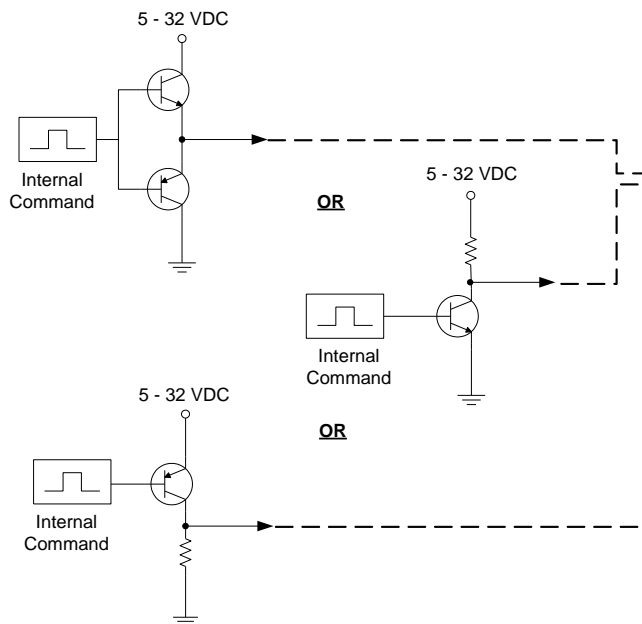 5 - 32 VDC
Internal
Command
OR
5 - 32 VDC
Internal
Command
OR
5 - 32 VDC
Internal
Command